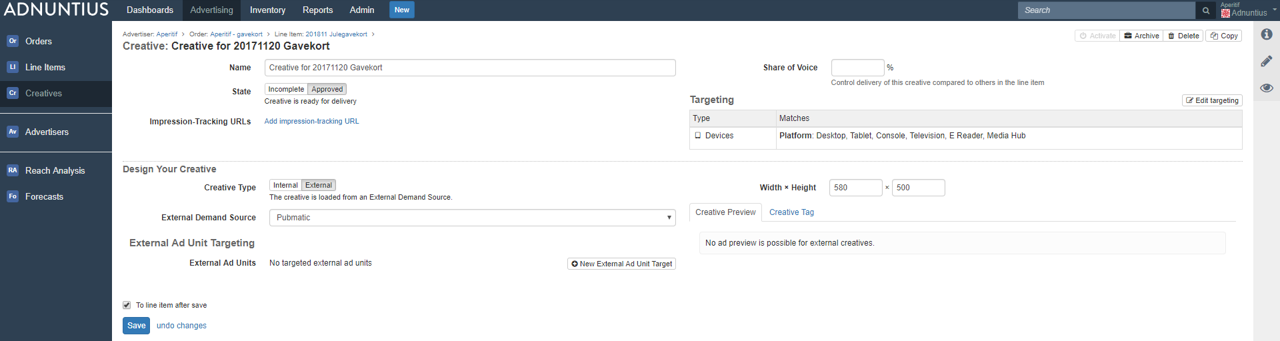 ADNUNTIUS
Dashboards Advertising Inventory Reports Admin New
Search
Aperitif
Adnuntius
Or Orders
LI Line Items
Cr Creatives
Av Advertisers
RA Reach Analysis
Fo Forecasts
Advertiser: Aperitif > Order: Aperitif - gavekort > Line Item: 201811 Julegavekort >
Creative: Creative for 20171120 Gavekort
Activate Archive Delete Copy
Name Creative for 20171120 Gavekort
State Incomplete Approved
Creative is ready for delivery
Impression-Tracking URLs Add impression-tracking URL
Share of Voice %
Control delivery of this creative compared to others in the line item
Targeting Edit targeting
Type Matches
Devices Platform: Desktop, Tablet, Console, Television, E Reader, Media Hub
Design Your Creative
Creative Type Internal External
The creative is loaded from an External Demand Source.
External Demand Source Pubmatic
External Ad Unit Targeting
External Ad Units No targeted external ad units New External Ad Unit Target
Width × Height 580 × 500
Creative Preview Creative Tag
No ad preview is possible for external creatives.
To line item after save
Save undo changes